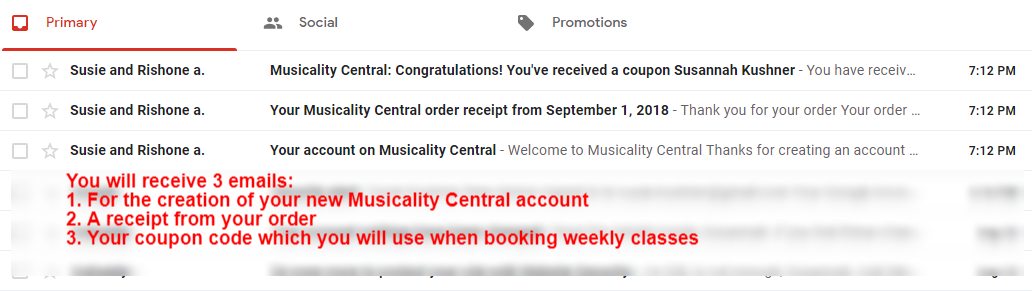 Primary Social Promotions
Susie and Rishone a. Musicality Central: Congratulations! You've received a coupon Susannah Kushner - You have receiv... 7:12 PM
Susie and Rishone a. Your Musicality Central order receipt from September 1, 2018 - Thank you for your order Your order ... 7:12 PM
Susie and Rishone a. Your account on Musicality Central - Welcome to Musicality Central Thanks for creating an account ... 7:12 PM
You will receive 3 emails:
1. For the creation of your new Musicality Central account
2. A receipt from your order
3. Your coupon code which you will use when booking weekly classes